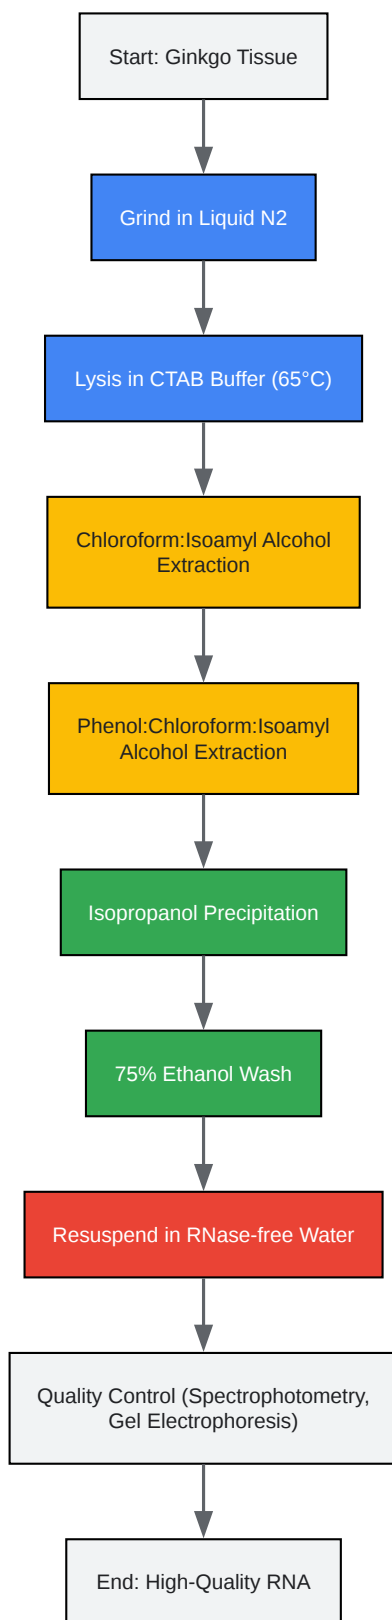 Start: Ginkgo Tissue
Grind in Liquid N2
Lysis in CTAB Buffer (65°C)
Chloroform:Isoamyl Alcohol
Extraction
Phenol:Chloroform:Isoamyl
Alcohol Extraction
Isopropanol Precipitation
75% Ethanol Wash
Resuspend in RNase-free Water
Quality Control (Spectrophotometry,
Gel Electrophoresis)
End: High-Quality RNA